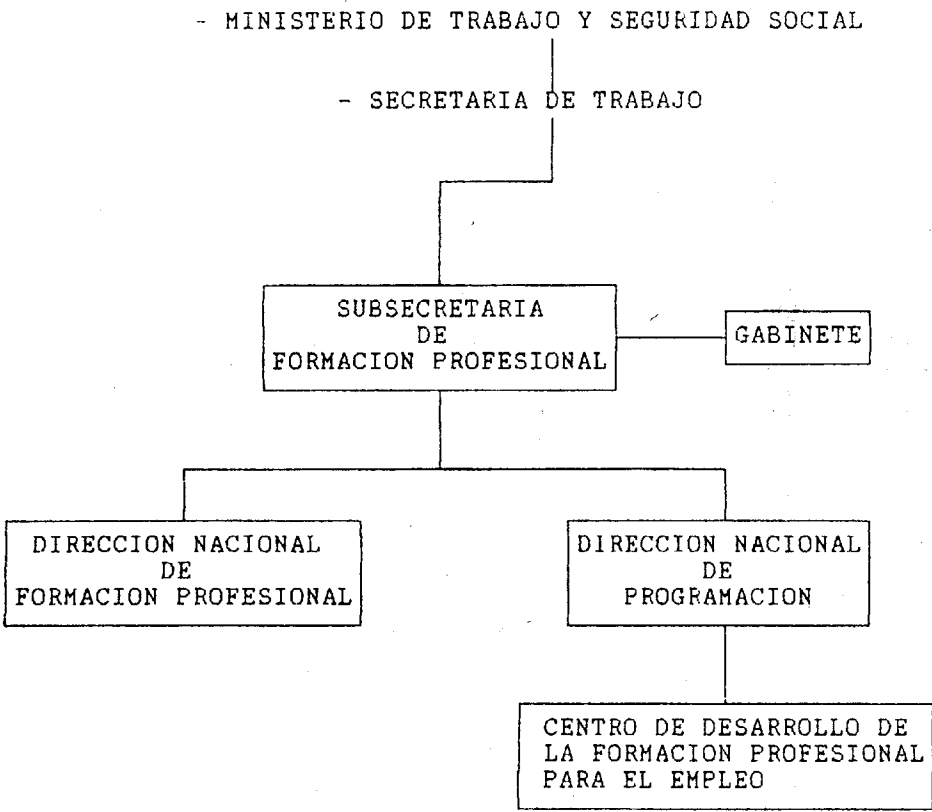 - MINISTERIO DE TRABAJO Y SEGURIDAD SOCIAL
- SECRETARIA DE TRABAJO
SUBSECRETARIA
DE
FORMACION PROFESIONAL
GABINETE
DIRECCION NACIONAL
DE
FORMACION PROFESIONAL
DIRECCION NACIONAL
DE
PROGRAMACION
CENTRO DE DESARROLLO DE
LA FORMACION PROFESIONAL
PARA EL EMPLEO